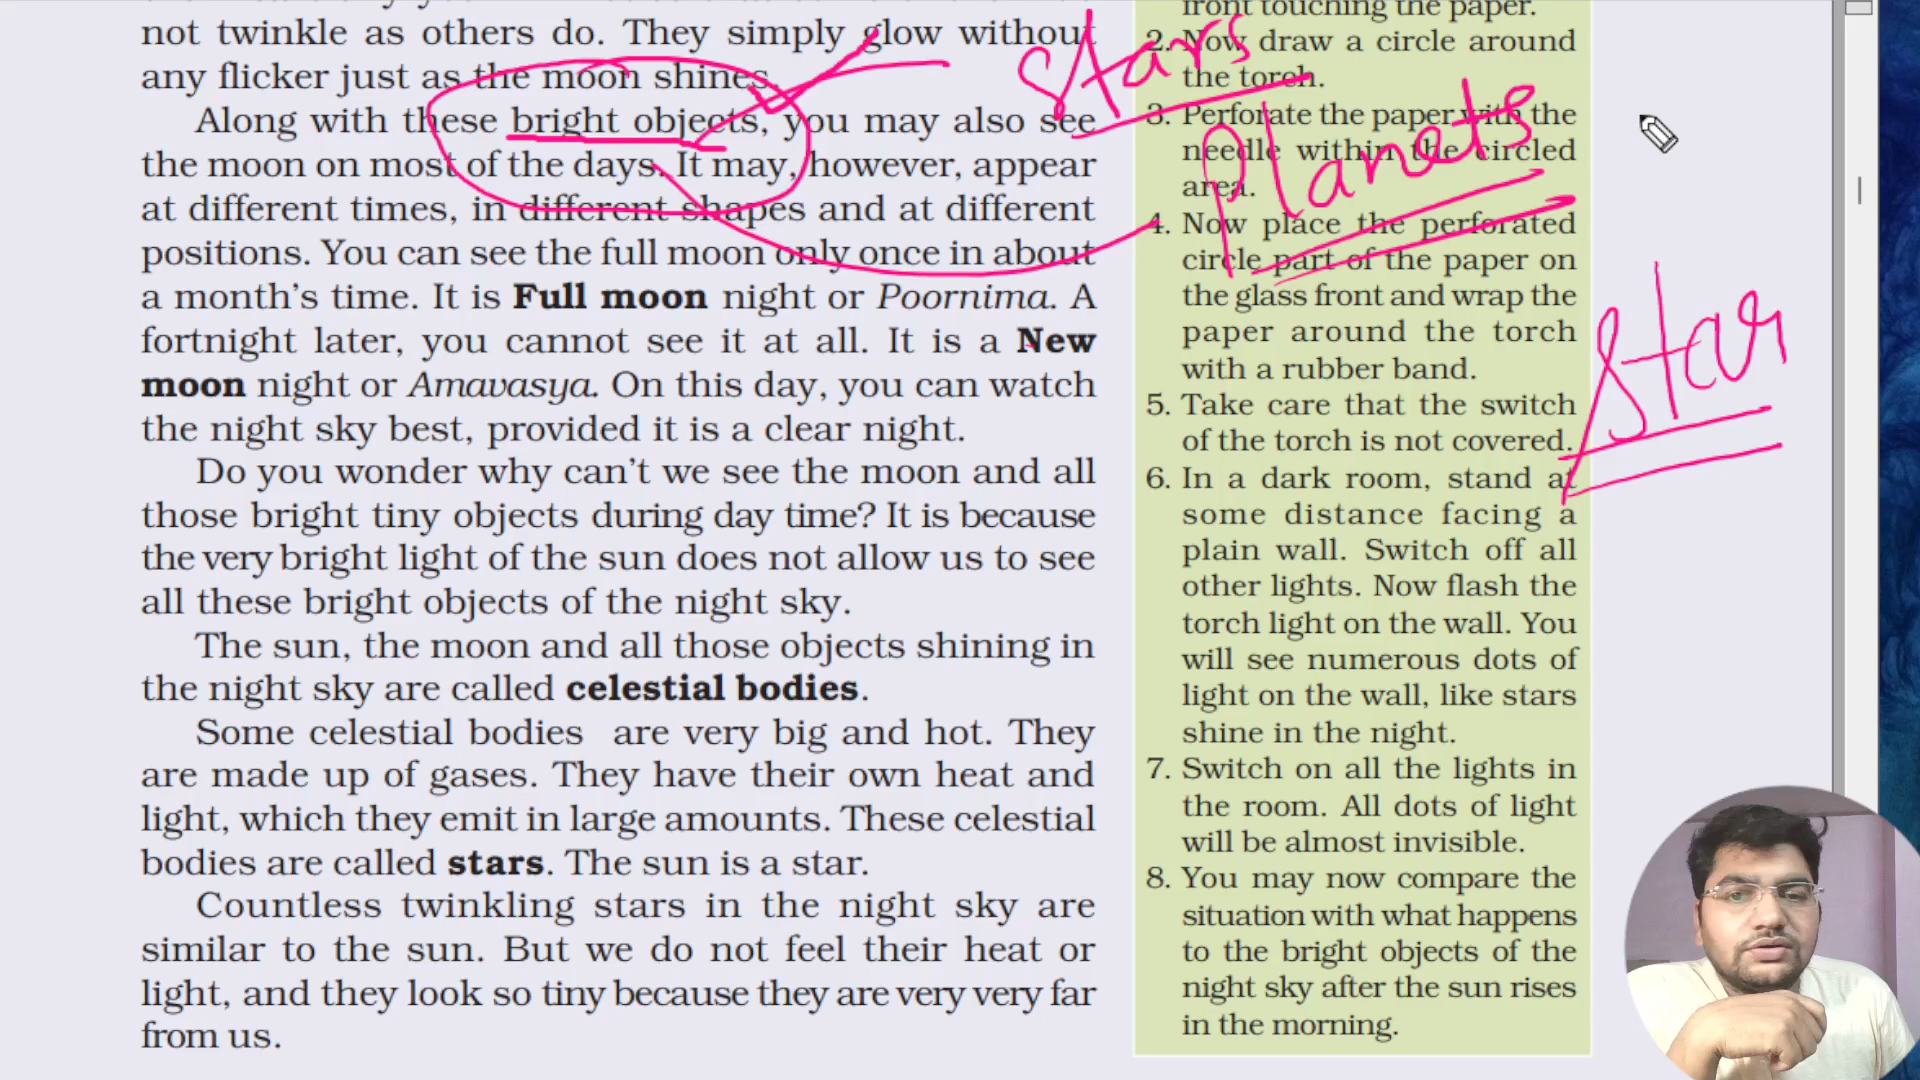 not twinkle as others do. They simply glow without
any flicker just as the moon shines.
Along with these bright objects, you may also see
the moon on most of the days. It may, however, appear
at different times, in different shapes and at different
positions. You can see the full moon only once in about
a month’s time. It is Full moon night or Poornima. A
fortnight later, you cannot see it at all. It is a New
moon night or Amavasya. On this day, you can watch
the night sky best, provided it is a clear night.
Do you wonder why can’t we see the moon and all
those bright tiny objects during day time? It is because
the very bright light of the sun does not allow us to see
all these bright objects of the night sky.
The sun, the moon and all those objects shining in
the night sky are called celestial bodies.
Some celestial bodies are very big and hot. They
are made up of gases. They have their own heat and
light, which they emit in large amounts. These celestial
bodies are called stars. The sun is a star.
Countless twinkling stars in the night sky are
similar to the sun. But we do not feel their heat or
light, and they look so tiny because they are very very far
from us.
front touching the paper.
2. Now draw a circle around
the torch.
3. Perforate the paper with the
needle within the circled
area.
4. Now place the perforated
circle part of the paper on
the glass front and wrap the
paper around the torch
with a rubber band.
5. Take care that the switch
of the torch is not covered.
6. In a dark room, stand at
some distance facing a
plain wall. Switch off all
other lights. Now flash the
torch light on the wall. You
will see numerous dots of
light on the wall, like stars
shine in the night.
7. Switch on all the lights in
the room. All dots of light
will be almost invisible.
8. You may now compare the
situation with what happens
to the bright objects of the
night sky after the sun rises
in the morning.
Stars
Planets
Star